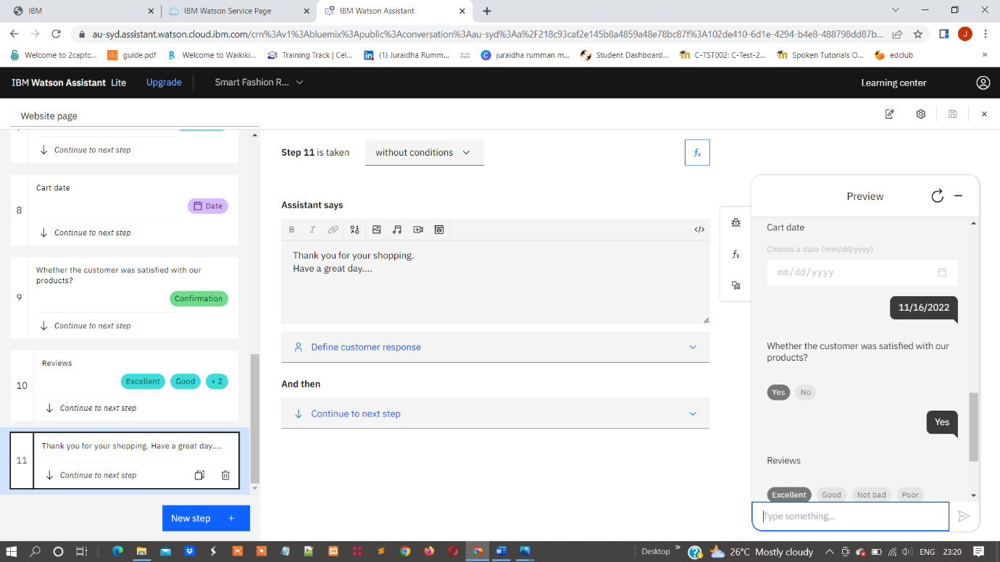 IBM
IBM Watson Service Page
IBM Watson Assistant
au-syd.assistant.watson.cloud.ibm.com/crn%3Av1%3Abluemix%3Apublic%3Aconversation%3Aau-syd%3Aa%2F218c93caf2e145b8a4859a48e78bc87f%3A102de410-6d1e-4294-b4e8-488798dd87b...
J
Welcome to 2captc...
guide.pdf
Welcome to Waikiki...
Training Track | Cel...
(1) Juraidha Rumm...
juraidha rumman m...
Student Dashboard...
C-TST002: C-Test-2...
Spoken Tutorials O...
edclub
»
IBM Watson Assistant Lite
Upgrade
Smart Fashion R...
Learning center
Website page
Continue to next step
8
Cart date
Date
Continue to next step
9
Whether the customer was satisfied with our
products?
Confirmation
Continue to next step
10
Reviews
Excellent
Good
+ 2
Continue to next step
11
Thank you for your shopping. Have a great day....
Continue to next step
New step +
Step 11 is taken
without conditions
fx
Assistant says
B I
</>
Thank you for your shopping.
Have a great day....
Define customer response
And then
Continue to next step
fx
Preview
Cart date
Choose a date (mm/dd/yyyy)
mm/dd/yyyy
11/16/2022
Whether the customer was satisfied with our
products?
Yes
No
Yes
Reviews
Excellent
Good
Not bad
Poor
Type something...
Desktop
»
26°C Mostly cloudy
ENG
23:20